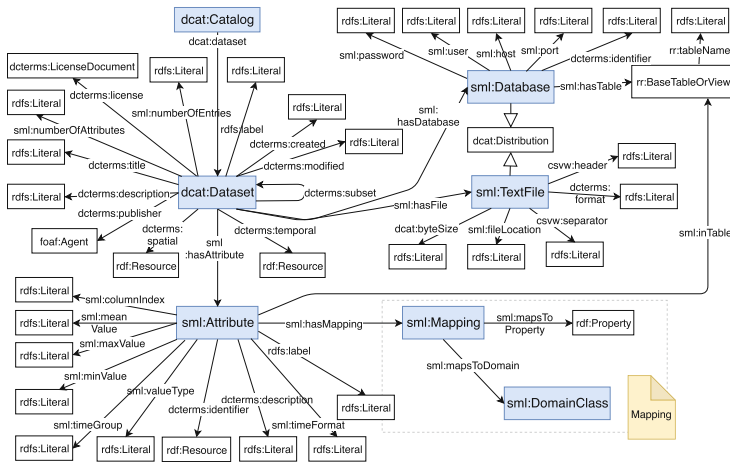 dcat:Catalog
rdfs:Literal
rdfs:Literal
rdfs:Literal
rdfs:Literal
rdfs:Literal
rdfs:Literal
dcat:dataset
sml:password
sml:user
sml:host
sml:port
dcterms:identifier
rr:tableName
dcterms:LicenseDocument
rdfs:Literal
rdfs:Literal
sml:Database
sml:hasTable
rr:BaseTableOrView
dcterms:license
rdfs:Literal
sml:numberOfEntries
rdfs:Literal
sml:
hasDatabase
sml:numberOfAttributes
rdfs:label
dcterms:created
rdfs:Literal
dcat:Distribution
rdfs:Literal
dcterms:title
dcterms:modified
csvw:header
rdfs:Literal
rdfs:Literal
dcterms:description
dcat:Dataset
dcterms:subset
sml:TextFile
dcterms:
format
rdfs:Literal
sml:hasFile
dcterms:publisher
foaf:Agent
dcterms:
spatial
sml
:hasAttribute
dcterms:temporal
dcat:byteSize
sml:fileLocation
csvw:separator
sml:inTable
rdf:Resource
rdf:Resource
rdfs:Literal
rdfs:Literal
rdfs:Literal
rdfs:Literal
sml:columnIndex
rdfs:Literal
sml:mean
Value
sml:Attribute
sml:hasMapping
sml:Mapping
sml:mapsTo
Property
rdf:Property
rdfs:Literal
sml:maxValue
rdfs:label
sml:mapsToDomain
sml:minValue
sml:valueType
rdfs:Literal
dcterms:identifier
dcterms:description
rdfs:Literal
sml:DomainClass
Mapping
sml:timeGroup
sml:timeFormat
rdfs:Literal
rdfs:Literal
rdf:Resource
rdfs:Literal
rdfs:Literal